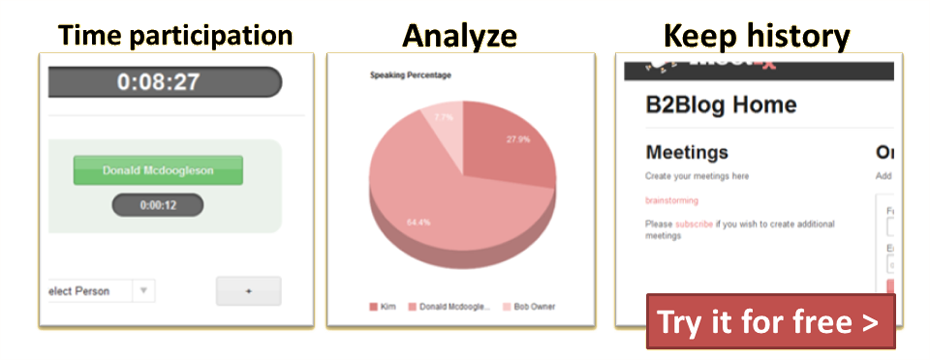 Time participation
Analyze
Keep history
0:08:27
Donald Mcdoogleson
0:00:12
elect Person
+
Speaking Percentage
7.7%
27.9%
64.4%
Kim
Donald Mcdoogle...
Bob Owner
B2Blog Home
Meetings
Create your meetings here
brainstorming
Please subscribe if you wish to create additional
meetings
Add
Try it for free >